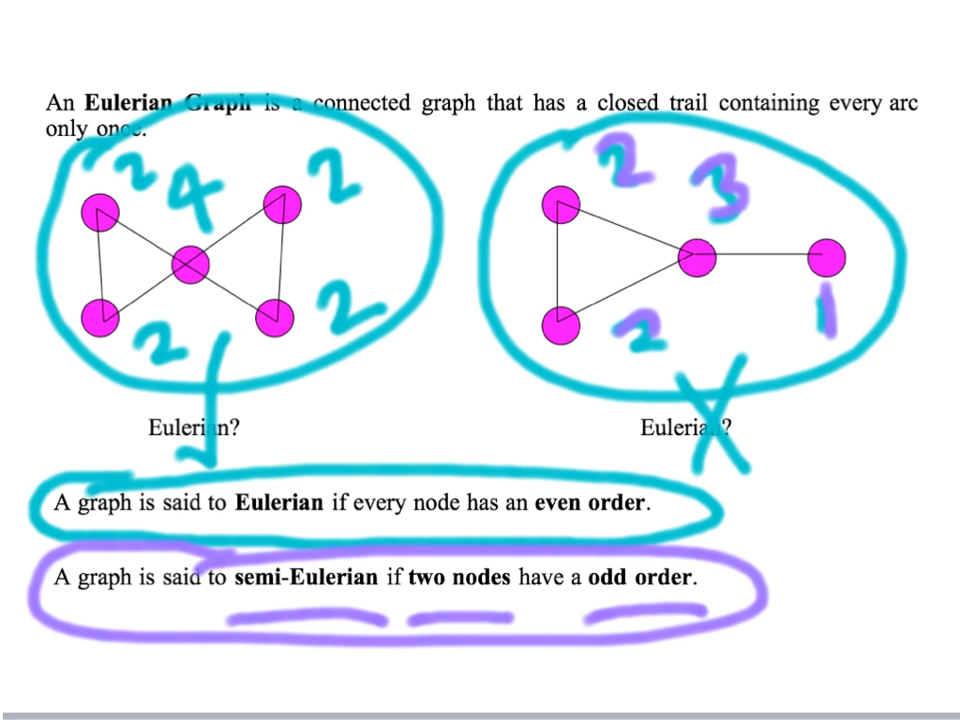 An Eulerian Graph is a connected graph that has a closed trail containing every arc
only once.
2 4 2
2 2
2 3
2 1
Eulerian? Eulerian?
A graph is said to Eulerian if every node has an even order.
A graph is said to semi-Eulerian if two nodes have a odd order.